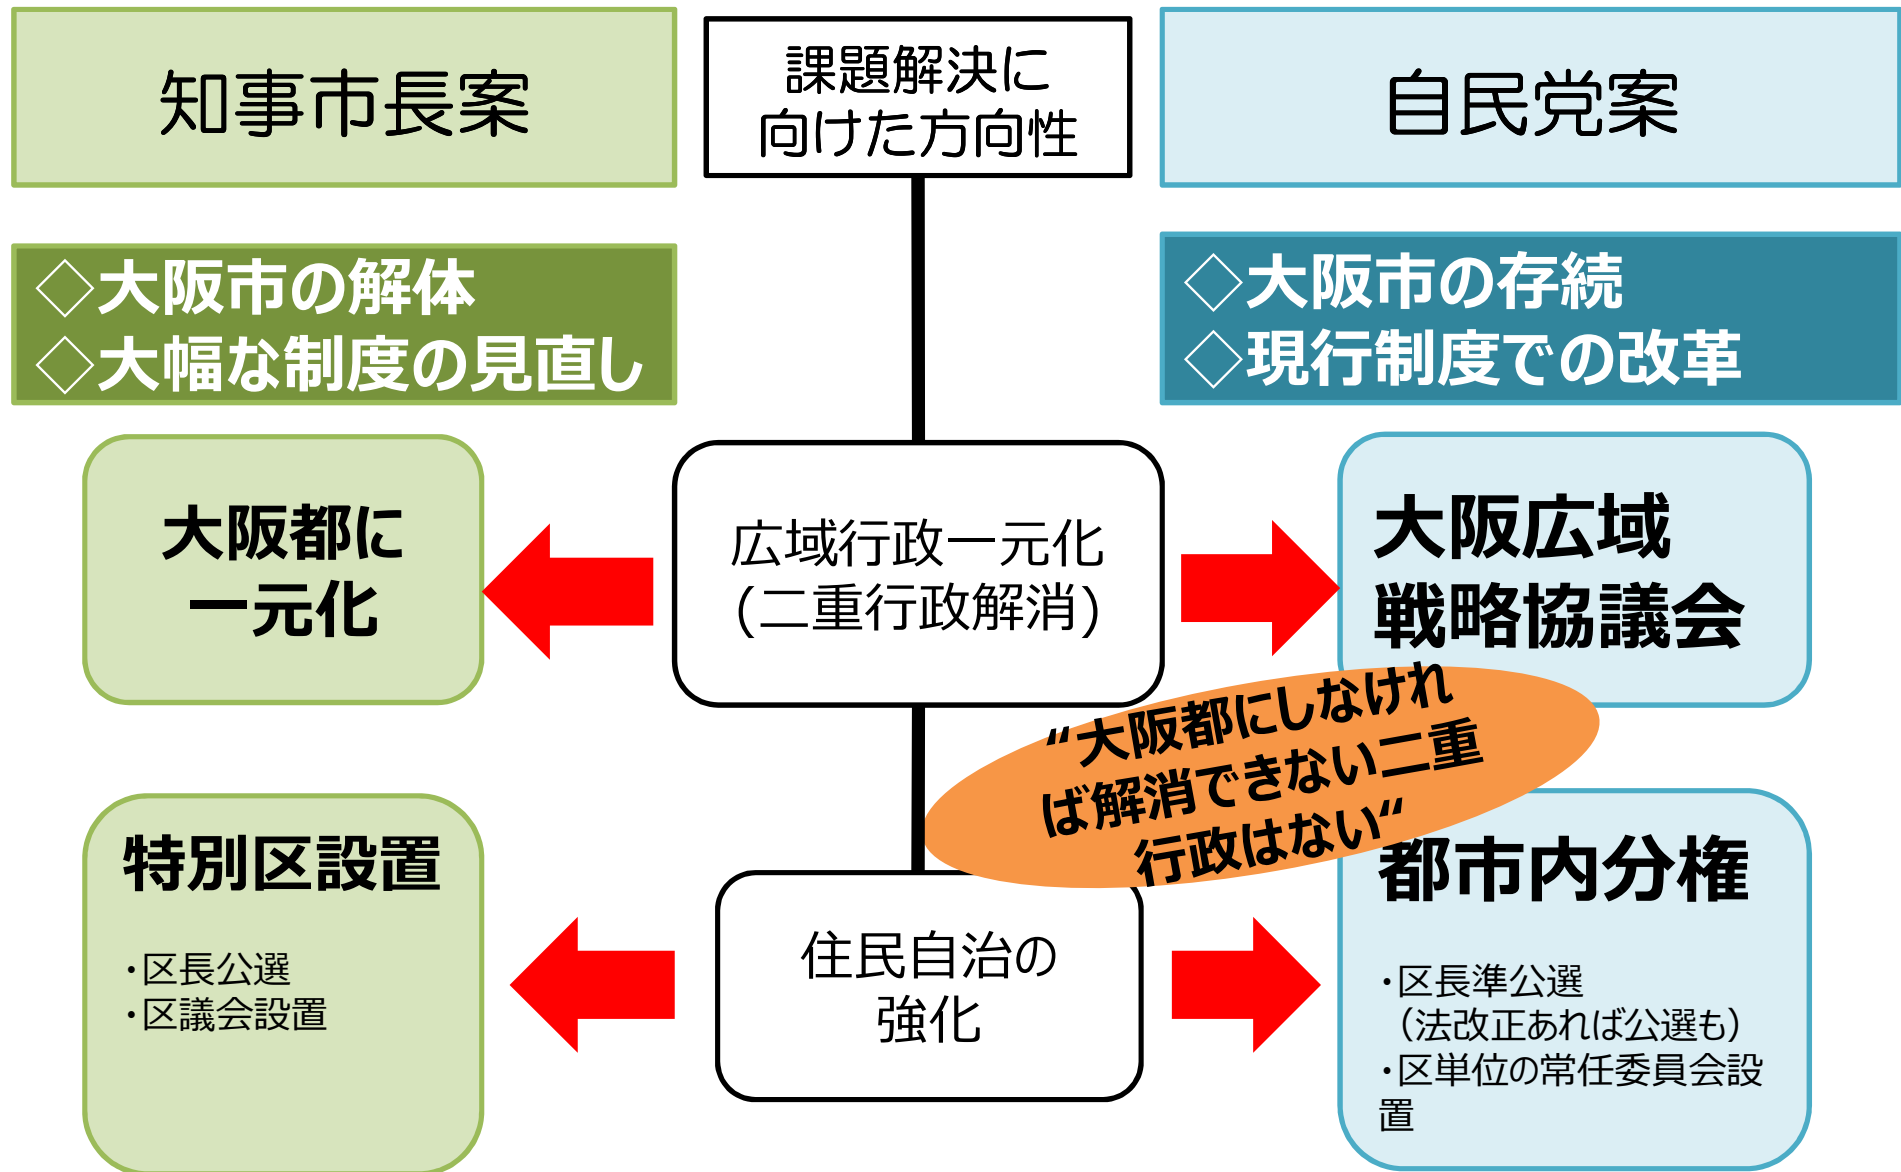 知事市長案
課題解決に
向けた方向性
自民党案
◇大阪市の解体
◇大幅な制度の見直し
◇大阪市の存続
◇現行制度での改革
大阪都に
一元化
広域行政一元化
(二重行政解消)
大阪広域
戦略協議会
“大阪都にしなけれ
ば解消できない二重
行政はない“
特別区設置
・区長公選
・区議会設置
住民自治の
強化
都市内分権
・区長準公選
（法改正あれば公選も）
・区単位の常任委員会設
置